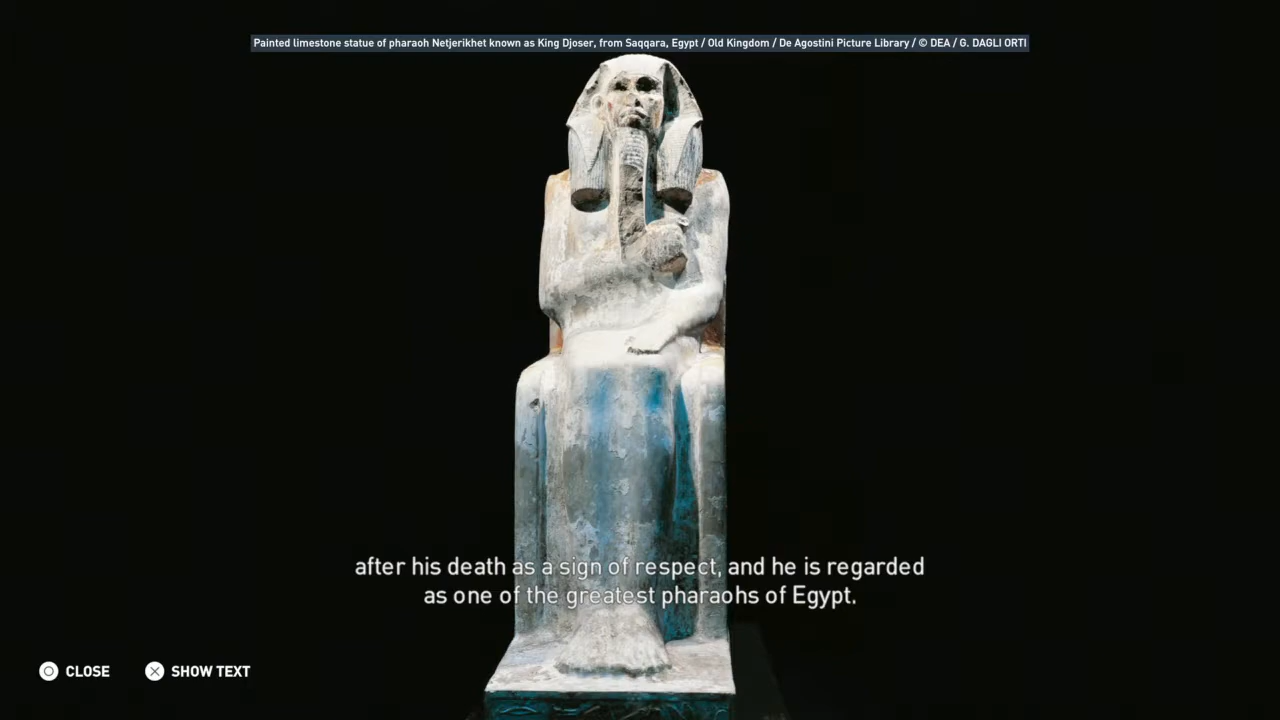 Painted limestone statue of pharaoh Netjerikhet known as King Djoser, from Saqqara, Egypt / Old Kingdom / De Agostini Picture Library / © DEA / G. DAGLI ORTI
after his death as a sign of respect, and he is regarded
as one of the greatest pharaohs of Egypt.
CLOSE SHOW TEXT